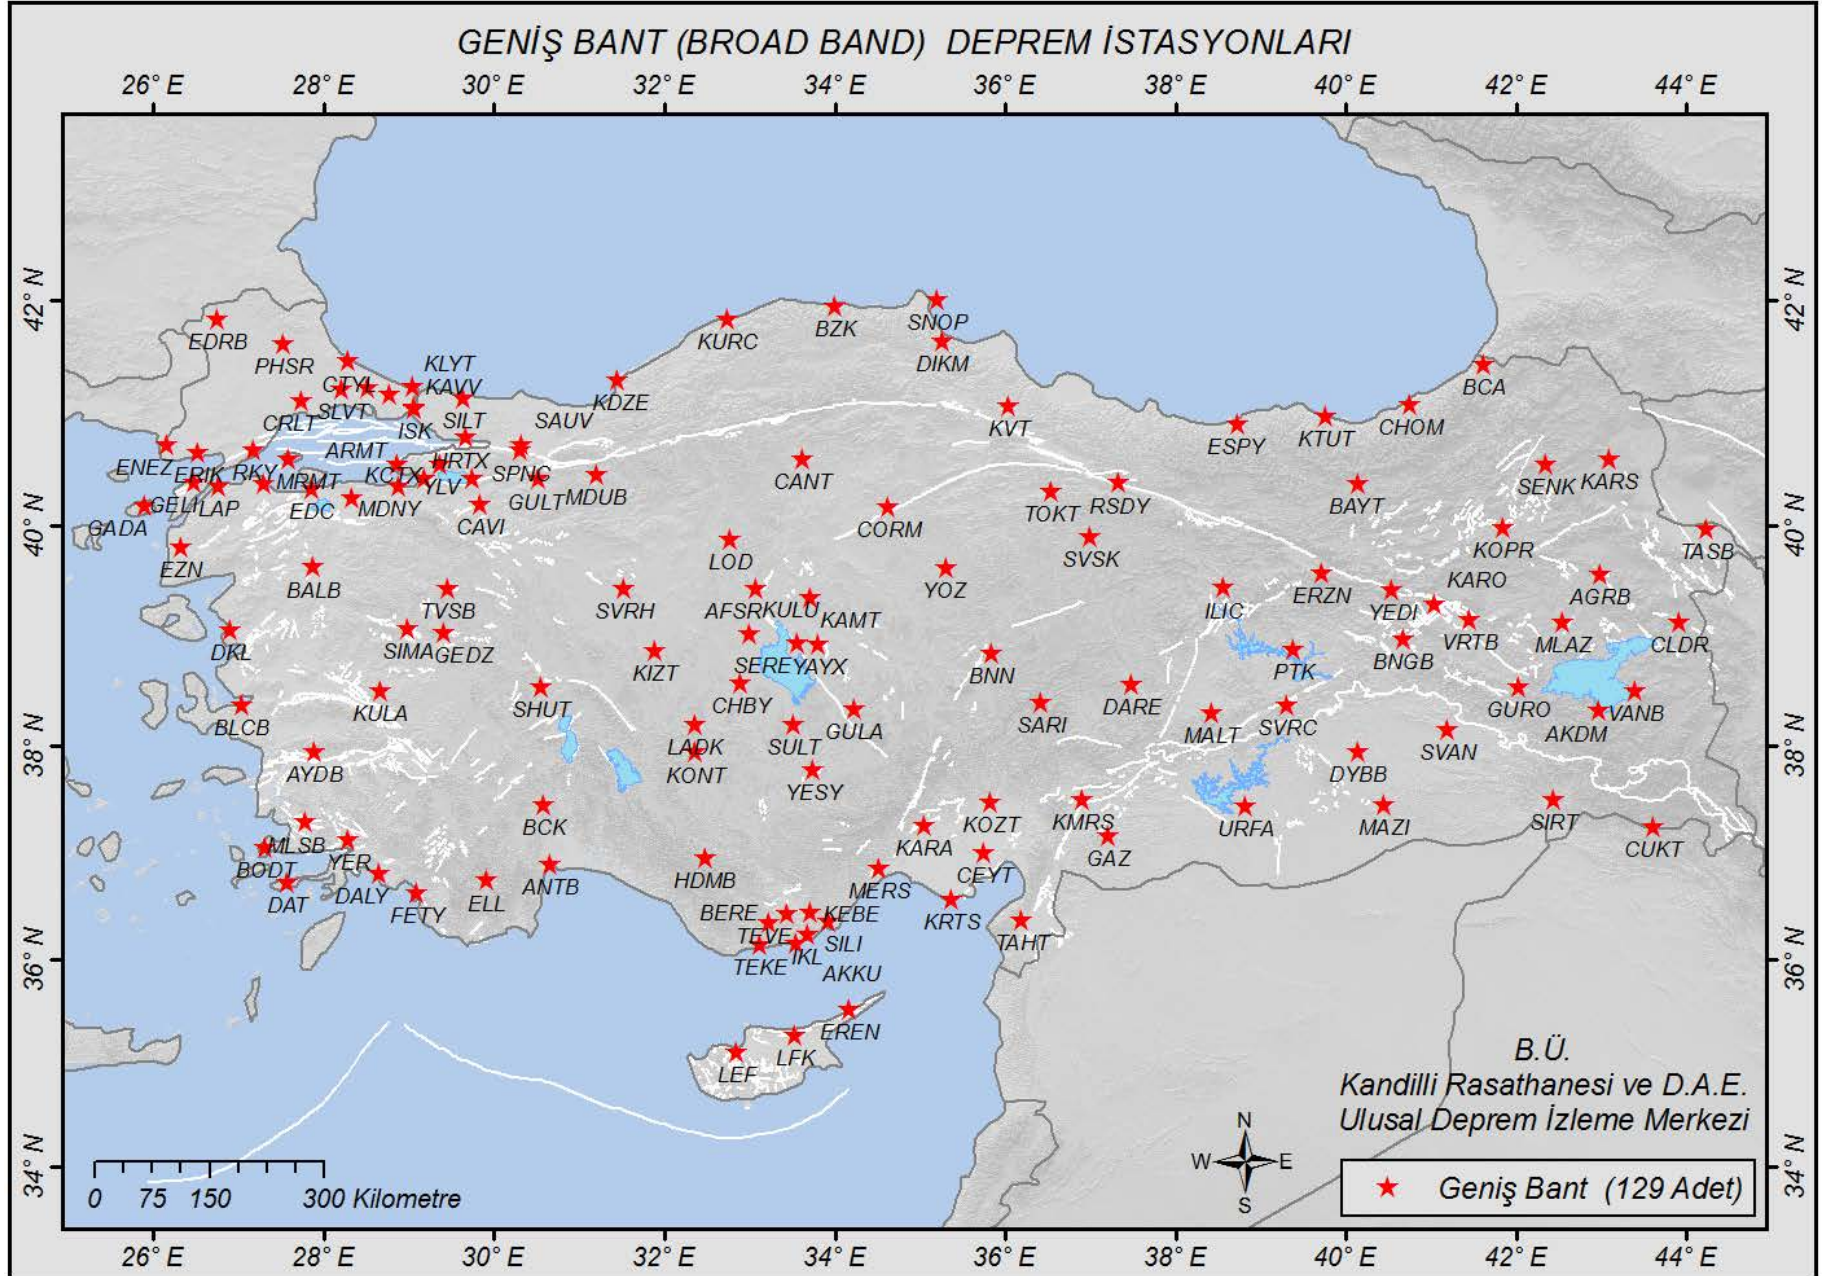 GENİŞ BANT (BROAD BAND) DEPREM İSTASYONLARI
26° E 28° E 30° E 32° E 34° E 36° E 38° E 40° E 42° E 44° E
42° N 42° N
40° N 40° N
38° N 38° N
36° N 36° N
34° N 34° N
EDRB
PHSR
KURC
BZK
SNOP
DIKM
KLYT
CTYL
KAVV
KDZE
BCA
CRLT
SLVT
ISK
SILT
SAUV
KVT
ESPY
KTUT
CHOM
ENEZ
ERIK
RKY
ARMT
MRMT
KCTX
HRTX
YLV
SPNC
GULT
MDUB
CANT
SENK
KARS
GADA
GELI
LAP
EDC
MDNY
CAVI
CORM
TOKT
RSDY
BAYT
EZN
LOD
SVSK
KOPR
TASB
BALB
TVSB
SVRH
AFSR
KULU
YOZ
ILIC
ERZN
YEDI
KARO
AGRB
DKL
SIMA
GEDZ
KIZT
KAMT
SEREYAYX
BNN
PTK
BNGB
VRTB
MLAZ
CLDR
BLCB
KULA
SHUT
CHBY
GULA
SARI
DARE
MALT
SVRC
GURO
AKDM
VANB
AYDB
LADK
KONT
SULT
YESY
SVAN
DYBB
MLSB
BODT
YER
BCK
KARA
KOZT
KMRS
GAZ
URFA
MAZI
SIRT
CUKT
DAT
DALY
FETY
ELL
ANTB
HDMB
MERS
CEYT
KRTS
TAHT
BERE
KEBE
TEVE
SILI
TEKE
IKL
AKKU
EREN
LFK
LEF
B.Ü.
Kandilli Rasathanesi ve D.A.E.
Ulusal Deprem İzleme Merkezi
N
W E
S
0 75 150 300 Kilometre
Geniş Bant (129 Adet)
26° E 28° E 30° E 32° E 34° E 36° E 38° E 40° E 42° E 44° E